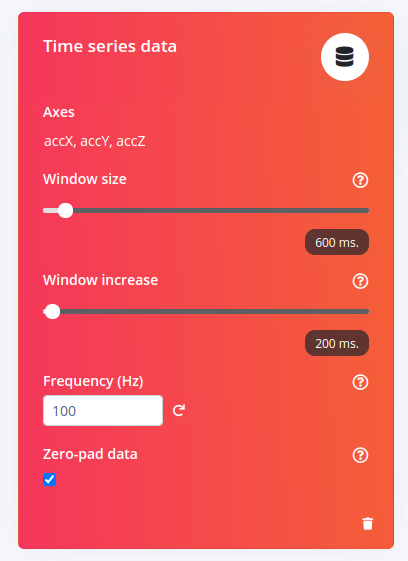 Time series data
Axes
accX, accY, accZ
Window size
600 ms.
Window increase
200 ms.
Frequency (Hz)
100
Zero-pad data